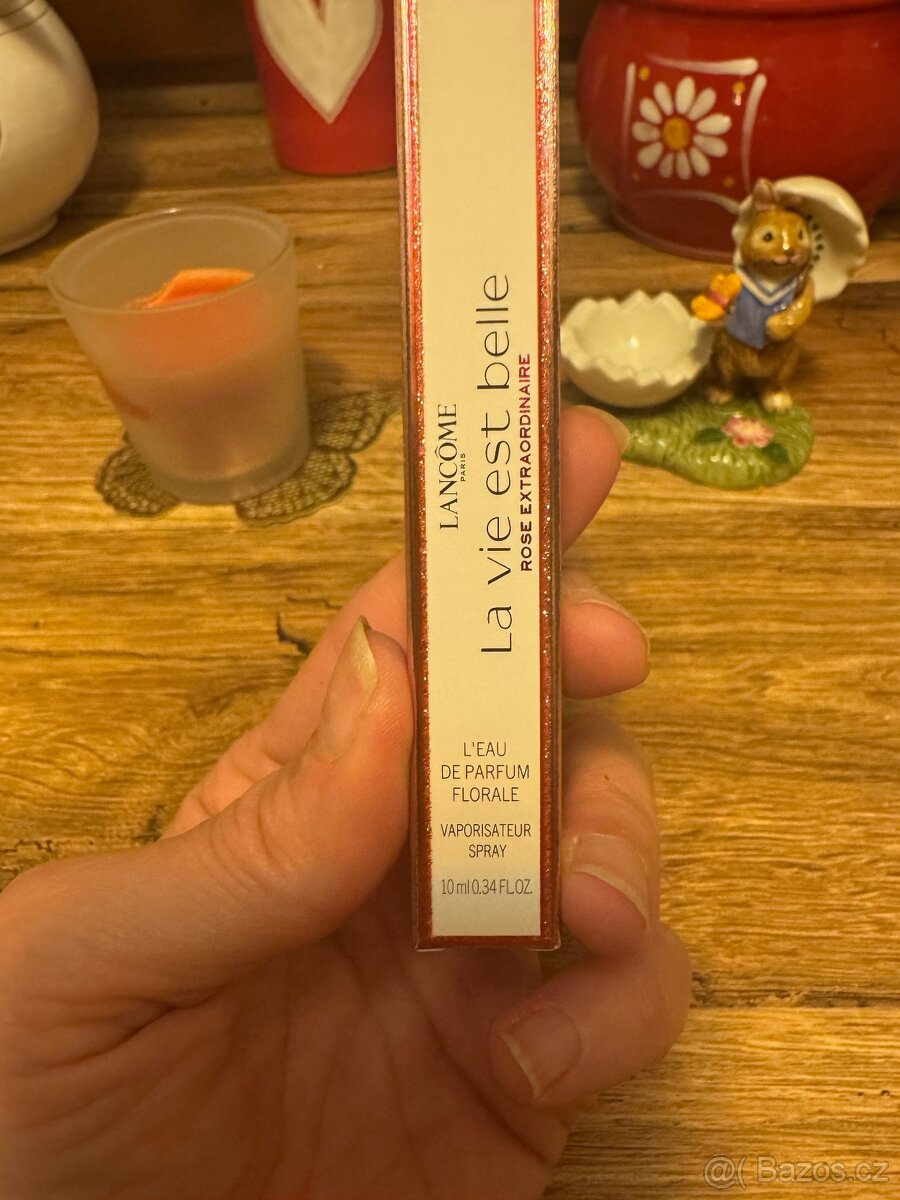 LANCÔME
PARIS
La vie est belle
ROSE EXTRAORDINAIRE
L'EAU
DE PARFUM
FLORALE
VAPORISATEUR
SPRAY
10 ml 0.34 FL.OZ.
@( Bazos.cz